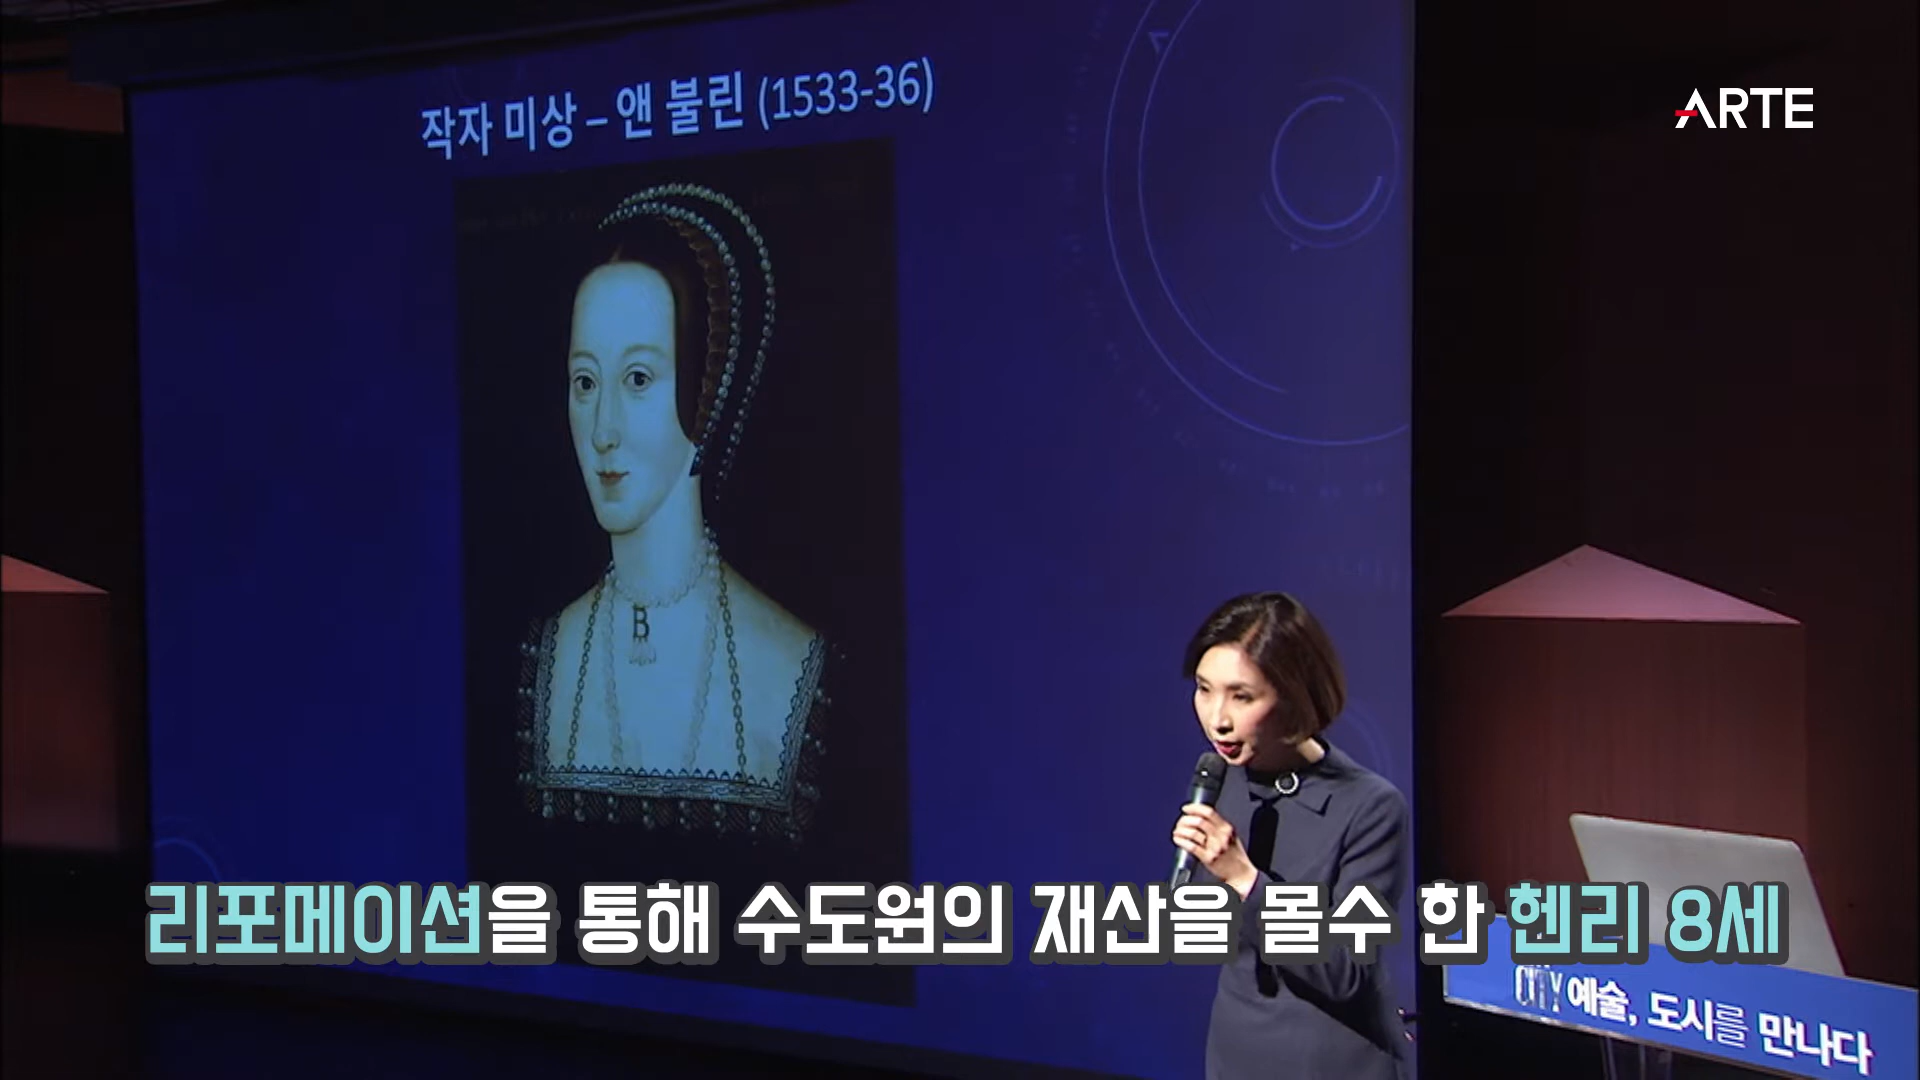 작자 미상 – 앤 불린 (1533-36)
ARTE
B
리포메이션을 통해 수도원의 재산을 몰수 한 헨리 8세
CITY 예술, 도시를 만나다